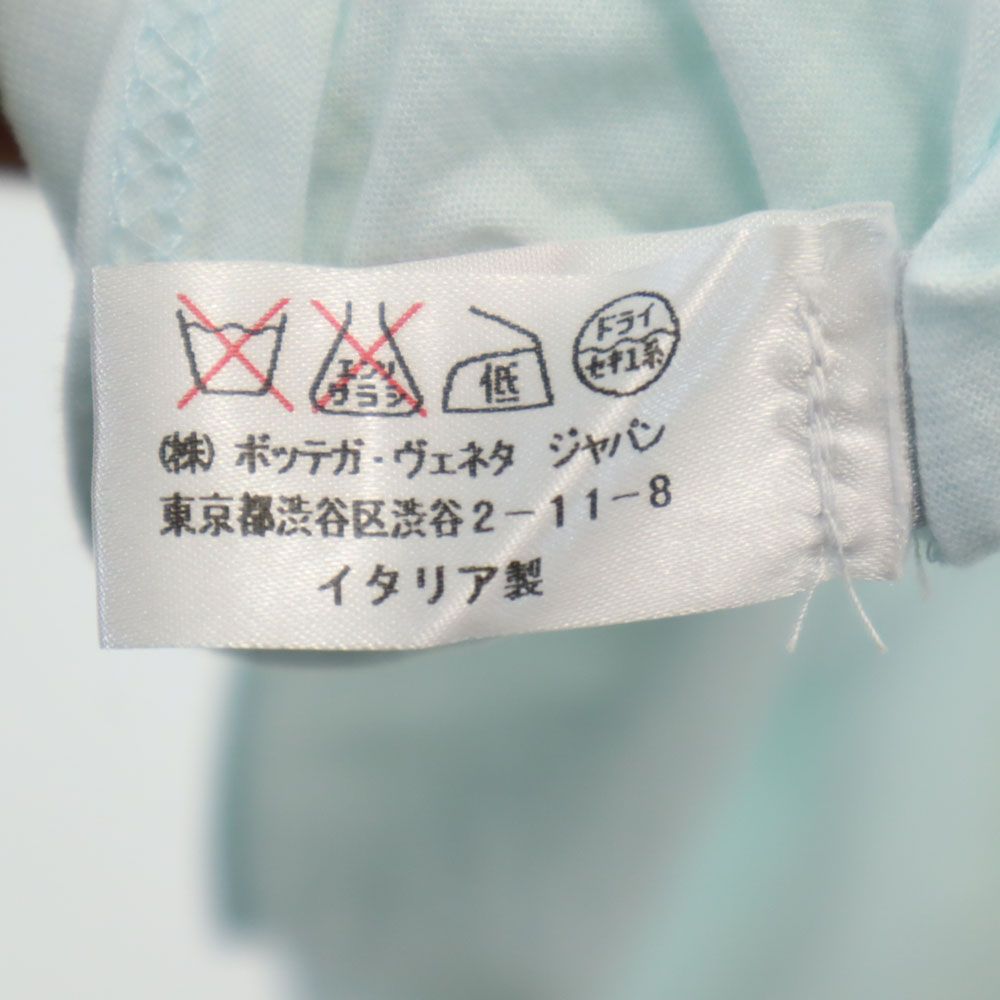 エンソ 低 ドライ
サラシ セキユ系
㈱ ボッテガ・ヴェネタ ジャパン
東京都渋谷区渋谷2-11-8
イタリア製